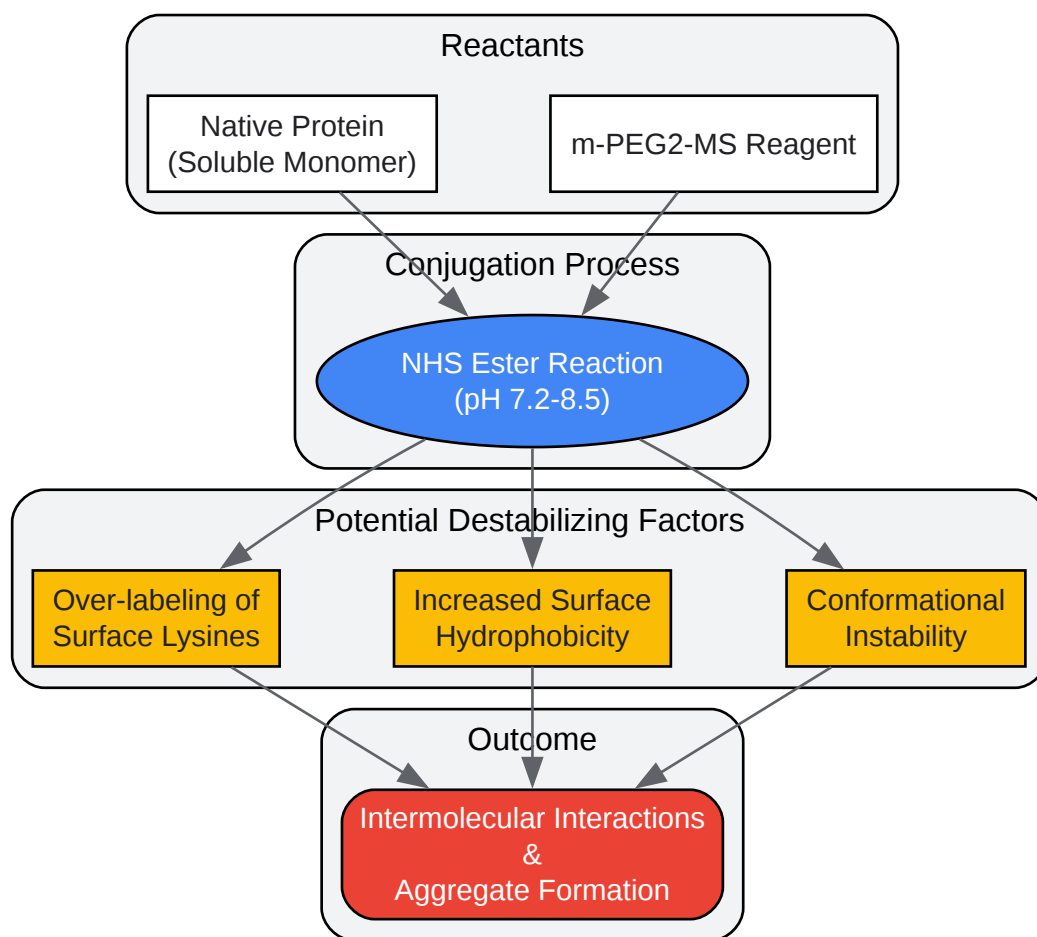 Reactants
Native Protein
(Soluble Monomer)
m-PEG2-MS Reagent
Conjugation Process
NHS Ester Reaction
(pH 7.2-8.5)
Potential Destabilizing Factors
Over-labeling of
Surface Lysines
Increased Surface
Hydrophobicity
Conformational
Instability
Outcome
Intermolecular Interactions
&
Aggregate Formation